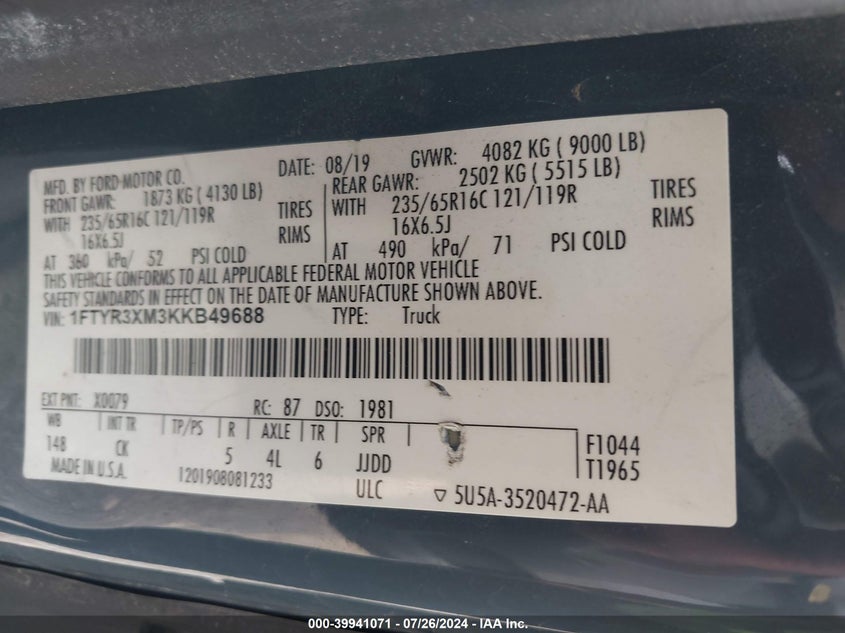 MFD. BY FORD MOTOR CO.
DATE: 08/19 GVWR: 4082 KG ( 9000 LB)
FRONT GAWR: 1873 KG ( 4130 LB)
WITH 235/65R16C 121/119R TIRES
16X6.5J RIMS
AT 360 kPa/ 52 PSI COLD
REAR GAWR: 2502 KG ( 5515 LB)
WITH 235/65R16C 121/119R TIRES
16X6.5J RIMS
AT 490 kPa/ 71 PSI COLD
THIS VEHICLE CONFORMS TO ALL APPLICABLE FEDERAL MOTOR VEHICLE
SAFETY STANDARDS IN EFFECT ON THE DATE OF MANUFACTURE SHOWN ABOVE.
VIN: 1FTYR3XM3KKB49688 TYPE: Truck
EXT PNT: X0079 RC: 87 DSO: 1981
WB INT TR TP/PS R AXLE TR SPR
148 CK 5 4L 6 JJDD
F1044
T1965
MADE IN U.S.A. 1201908081233 ULC ▽ 5U5A-3520472-AA
000-39941071 - 07/26/2024 - IAA Inc.